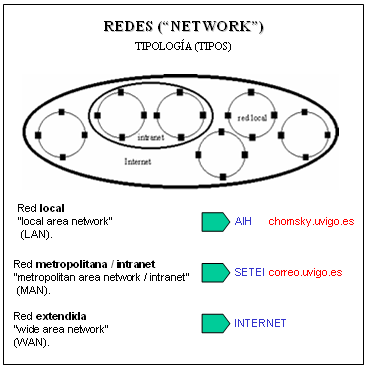 REDES ("NETWORK")
TIPOLOGÍA (TIPOS)
red local
intranet
Internet
Red local
"local area network"
(LAN).
AIH chomsky.uvigo.es
Red metropolitana / intranet
"metropolitan area network / intranet"
(MAN).
SETEI correo.uvigo.es
Red extendida
"wide area network"
(WAN).
INTERNET